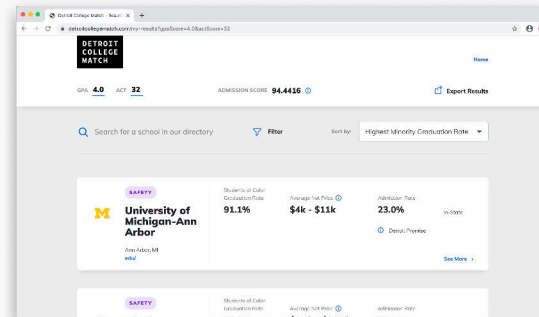 Detroit College Match - Results
detroitcollegematch.com/my-results?gpaScore=4.0&actScore=32
DETROIT
COLLEGE
MATCH
Home
GPA 4.0 ACT 32 ADMISSION SCORE 94.4416 Export Results
Search for a school in our directory Filter Sort by: Highest Minority Graduation Rate
SAFETY
University of
Michigan-Ann
Arbor
Ann Arbor, MI
edu/
Students of Color
Graduation Rate
91.1%
Average Net Price
$4k - $11k
Admission Rate
23.0%
Detroit Promise
In-State
See More
SAFETY
Students of Color
Graduation Rate
Average Net Price
Admission Rate